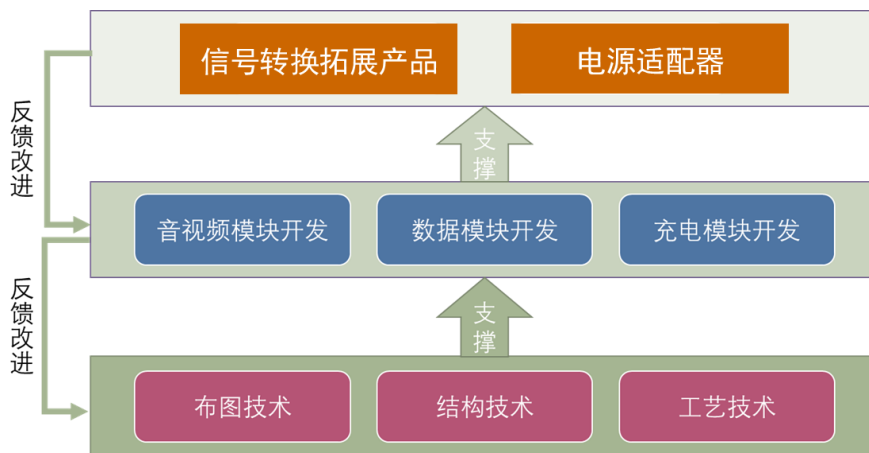 信号转换拓展产品
电源适配器
反馈改进
支撑
音视频模块开发
数据模块开发
充电模块开发
反馈改进
支撑
布图技术
结构技术
工艺技术